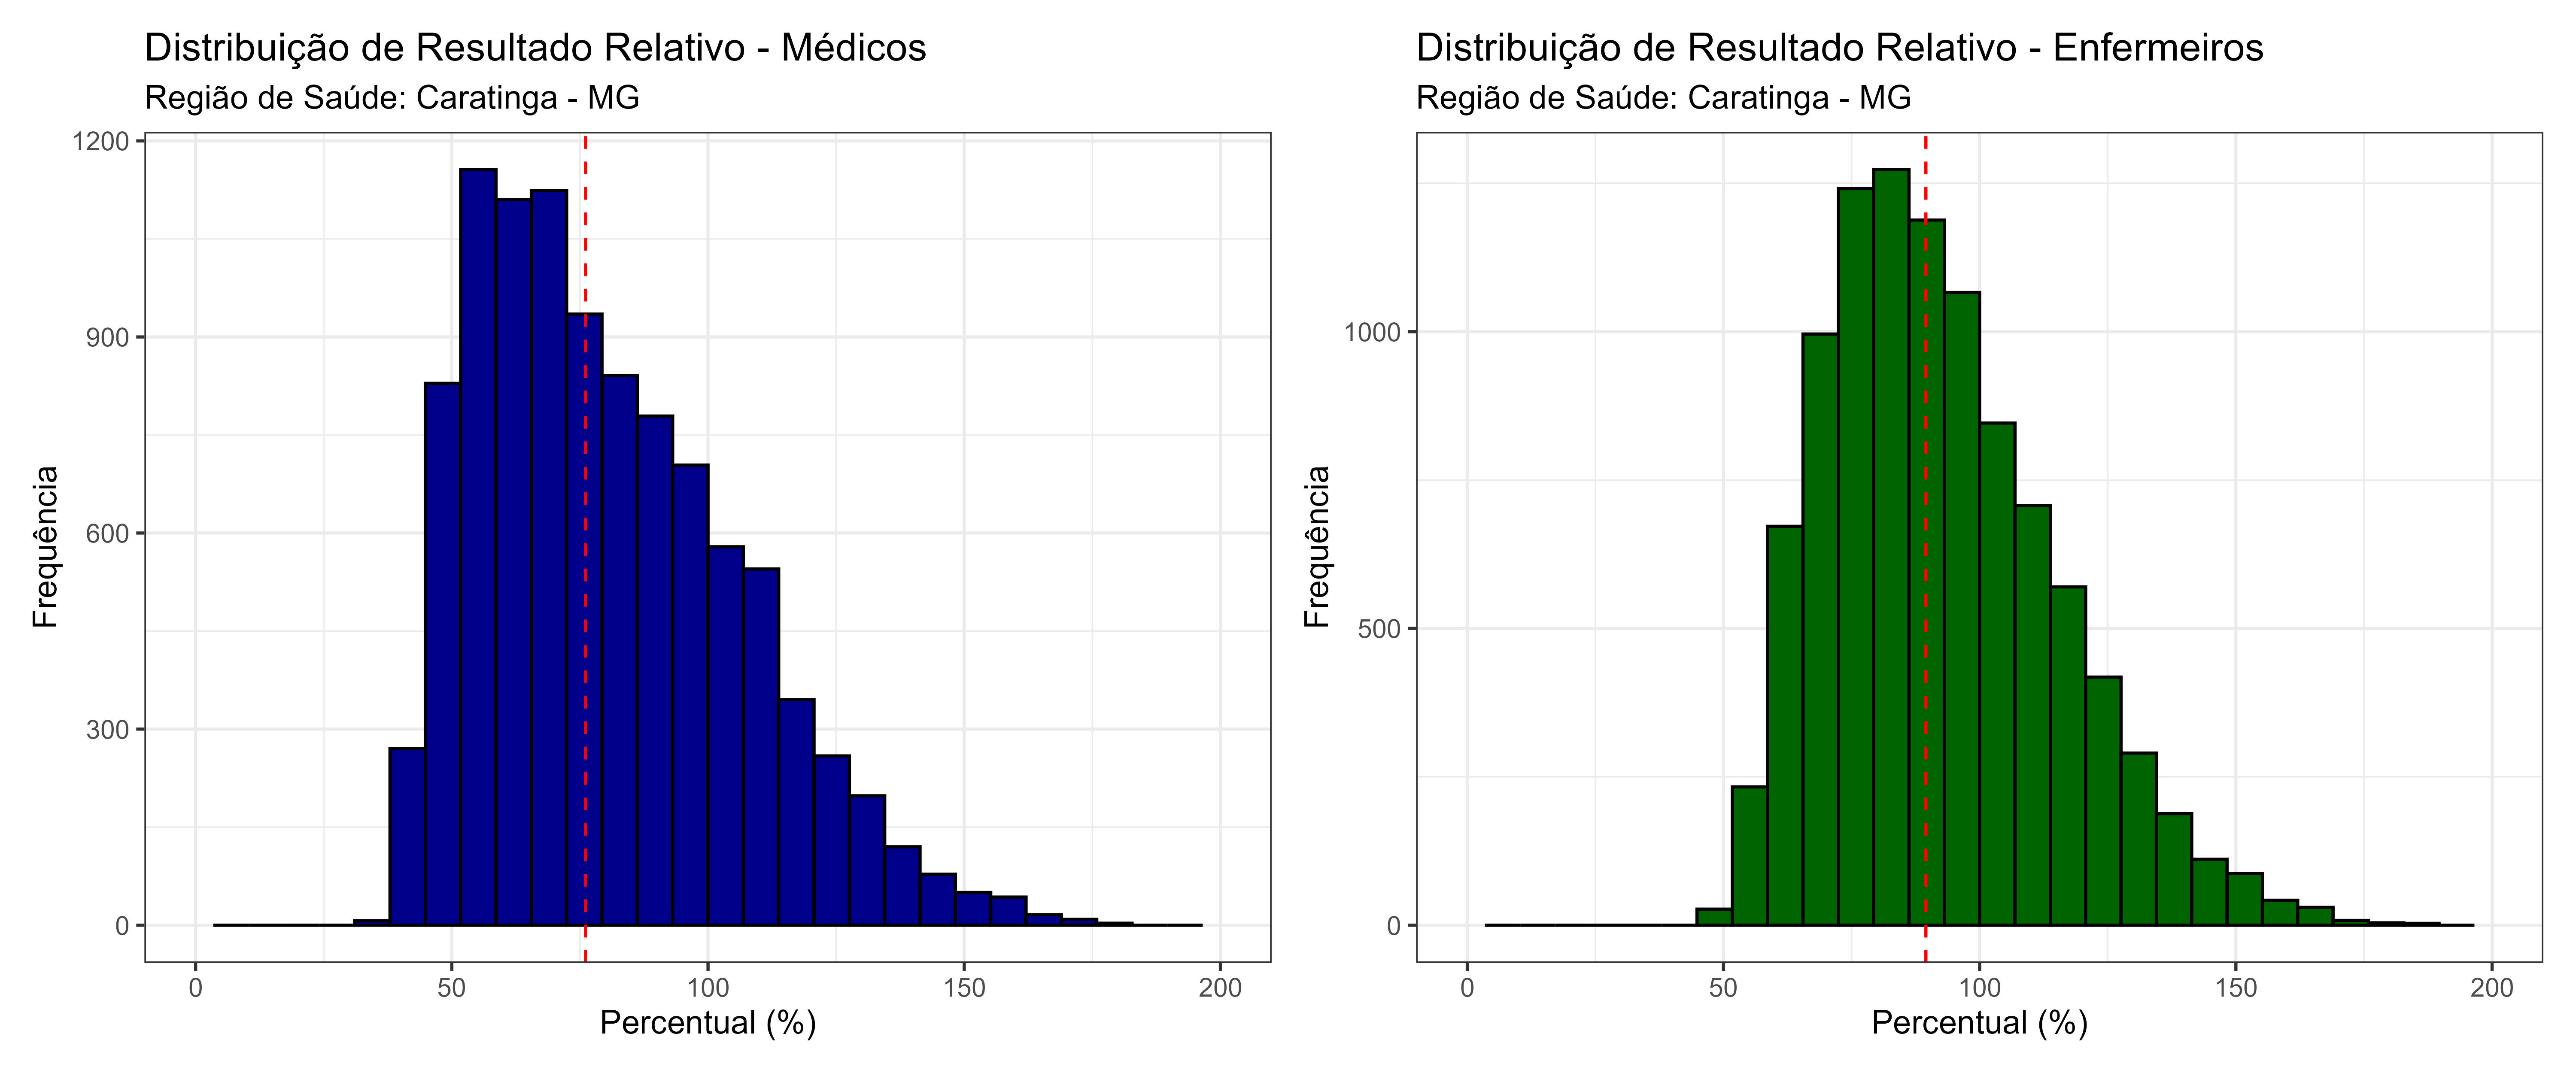 Distribuição de Resultado Relativo - Médicos
Região de Saúde: Caratinga - MG
1200
900
600
300
0
Frequência
0 50 100 150 200
Percentual (%)
Distribuição de Resultado Relativo - Enfermeiros
Região de Saúde: Caratinga - MG
1000
500
0
Frequência
0 50 100 150 200
Percentual (%)